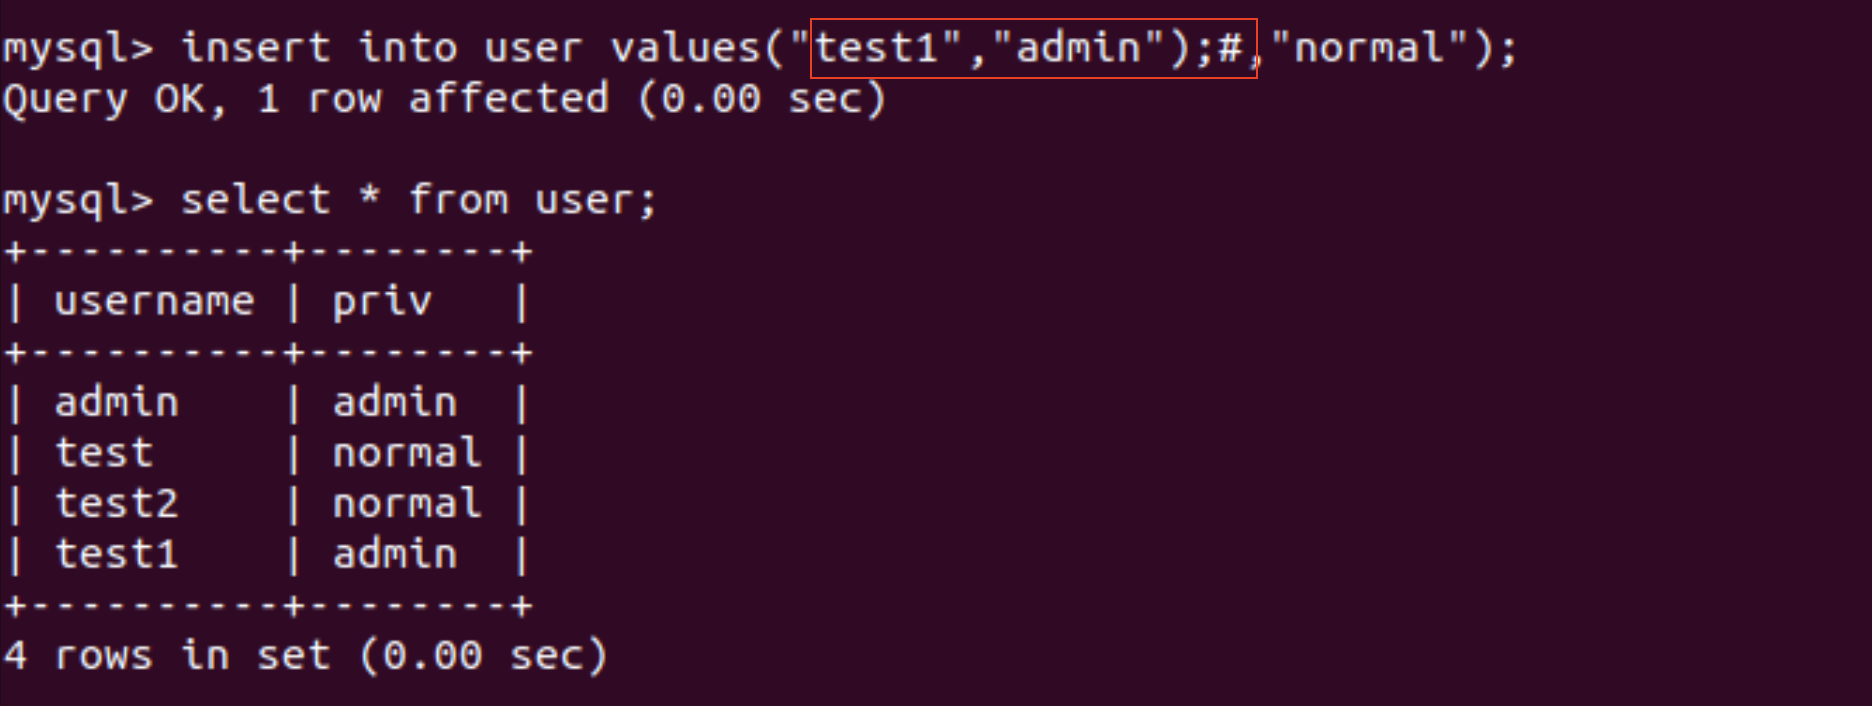 mysql> insert into user values("test1","admin");#,"normal");
Query OK, 1 row affected (0.00 sec)
mysql> select * from user;
+----------+--------+
| username | priv   |
+----------+--------+
| admin    | admin  |
| test     | normal |
| test2    | normal |
| test1    | admin  |
+----------+--------+
4 rows in set (0.00 sec)